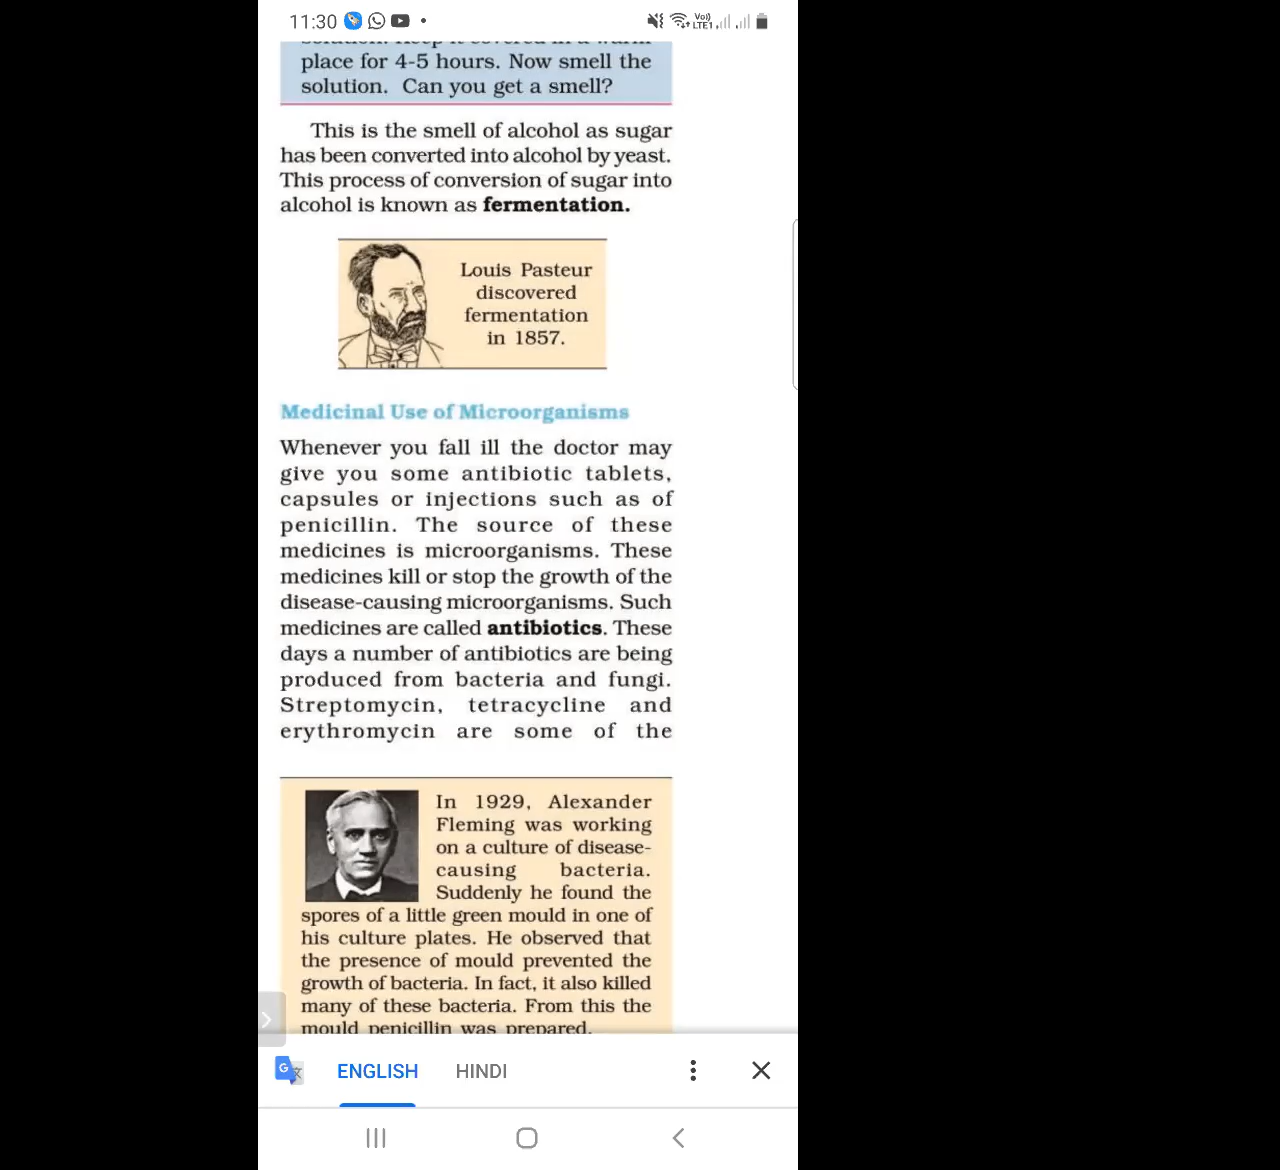 11:30
Vo))
LTE1
place for 4-5 hours. Now smell the
solution. Can you get a smell?
This is the smell of alcohol as sugar
has been converted into alcohol by yeast.
This process of conversion of sugar into
alcohol is known as fermentation.
Louis Pasteur
discovered
fermentation
in 1857.
Medicinal Use of Microorganisms
Whenever you fall ill the doctor may
give you some antibiotic tablets,
capsules or injections such as of
penicillin. The source of these
medicines is microorganisms. These
medicines kill or stop the growth of the
disease-causing microorganisms. Such
medicines are called antibiotics. These
days a number of antibiotics are being
produced from bacteria and fungi.
Streptomycin, tetracycline and
erythromycin are some of the
In 1929, Alexander
Fleming was working
on a culture of disease-
causing bacteria.
Suddenly he found the
spores of a little green mould in one of
his culture plates. He observed that
the presence of mould prevented the
growth of bacteria. In fact, it also killed
many of these bacteria. From this the
mould penicillin was prepared.
ENGLISH HINDI